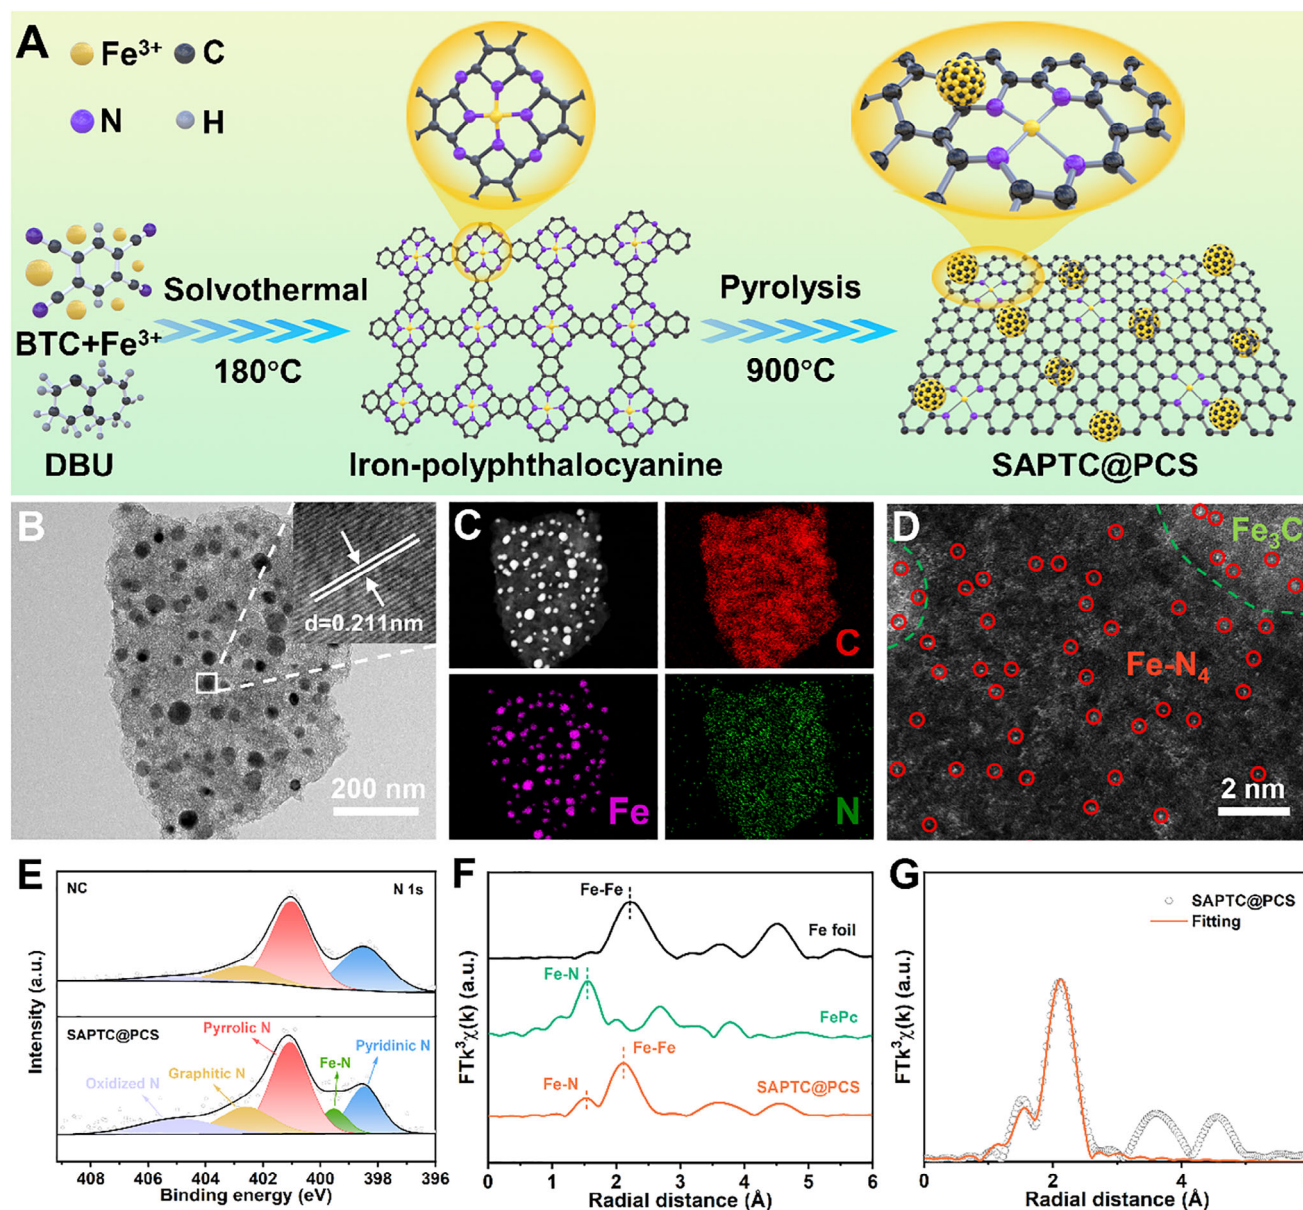 A
Fe³⁺ C
N H
BTC+Fe³⁺
DBU
Solvothermal
180°C
Iron-polyphthalocyanine
Pyrolysis
900°C
SAPTC@PCS
B
d=0.211nm
200 nm
C
C
Fe
N
D
Fe₃C
Fe-N₄
2 nm
E
NC
N 1s
SAPTC@PCS
Pyrrolic N
Pyridinic N
Fe-N
Graphitic N
Oxidized N
Intensity (a.u.)
408 406 404 402 400 398 396
Binding energy (eV)
F
Fe-Fe
Fe foil
Fe-N
FePc
Fe-Fe
Fe-N
SAPTC@PCS
FTk³χ(k) (a.u.)
0 1 2 3 4 5 6
Radial distance (Å)
G
SAPTC@PCS
Fitting
FTk³χ(k) (a.u.)
0 2 4
Radial distance (Å)